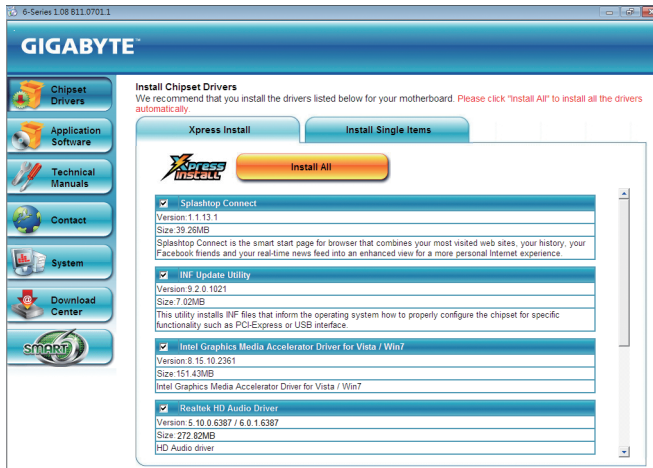 6-Series 1.08 B11.0701.1
GIGABYTE™
Chipset
Drivers
Application
Software
Technical
Manuals
Contact
System
Download
Center
SMART 6
Install Chipset Drivers
We recommend that you install the drivers listed below for your motherboard. Please click "Install All" to install all the drivers
automatically.
Xpress Install
Install Single Items
Xpress
INSTALL
Install All
Splashtop Connect
Version:1.1.13.1
Size:39.26MB
Splashtop Connect is the smart start page for browser that combines your most visited web sites, your history, your
Facebook friends and your real-time news feed into an enhanced view for a more personal Internet experience.
INF Update Utility
Version:9.2.0.1021
Size:7.02MB
This utility installs INF files that inform the operating system how to properly configure the chipset for specific
functionality such as PCI-Express or USB interface.
Intel Graphics Media Accelerator Driver for Vista / Win7
Version:8.15.10.2361
Size:151.43MB
Intel Graphics Media Accelerator Driver for Vista / Win7
Realtek HD Audio Driver
Version:5.10.0.6387 / 6.0.1.6387
Size:272.82MB
HD Audio driver